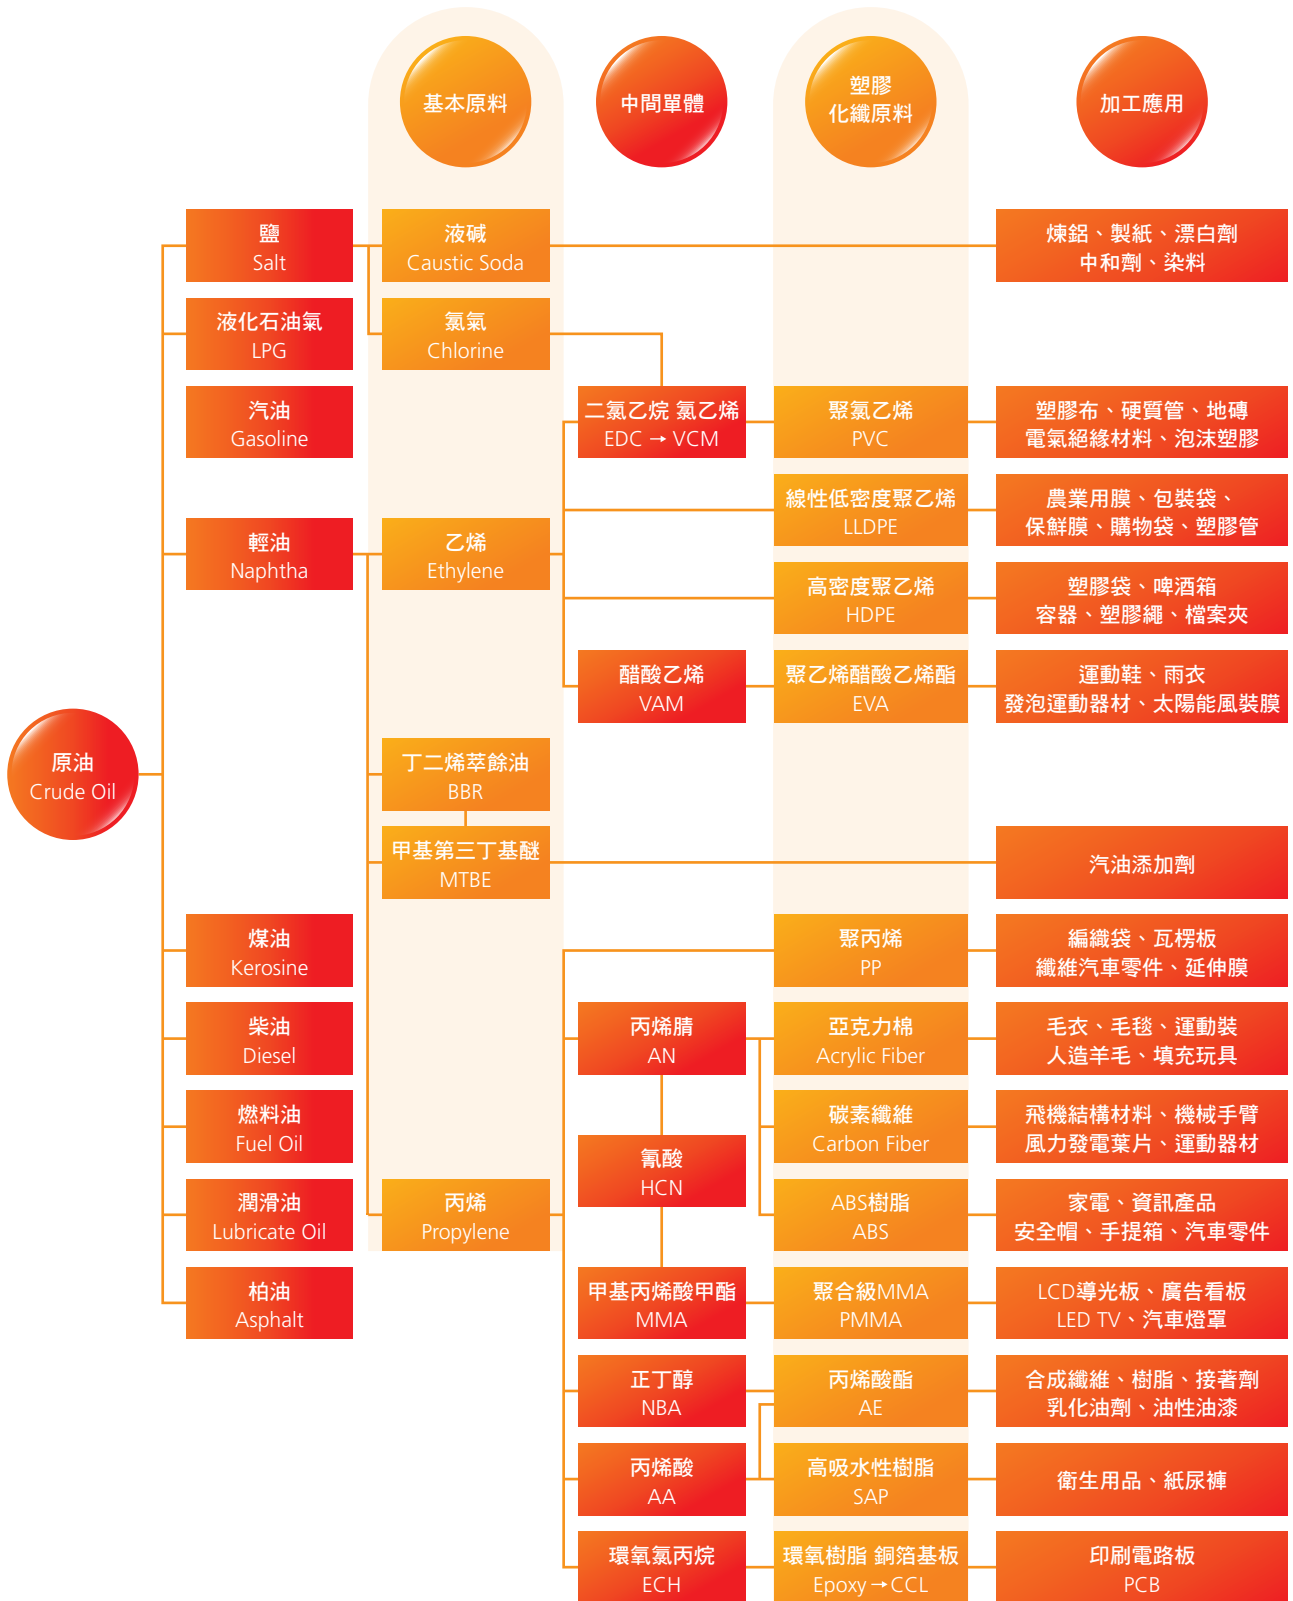 基本原料
中間單體
塑膠
化纖原料
加工應用
鹽
Salt
液碱
Caustic Soda
煉鋁、製紙、漂白劑
中和劑、染料
液化石油氣
LPG
氯氣
Chlorine
汽油
Gasoline
二氯乙烷 氯乙烯
EDC → VCM
聚氯乙烯
PVC
塑膠布、硬質管、地磚
電氣絕緣材料、泡沫塑膠
線性低密度聚乙烯
LLDPE
農業用膜、包裝袋、
保鮮膜、購物袋、塑膠管
輕油
Naphtha
乙烯
Ethylene
高密度聚乙烯
HDPE
塑膠袋、啤酒箱
容器、塑膠繩、檔案夾
醋酸乙烯
VAM
聚乙烯醋酸乙烯酯
EVA
運動鞋、雨衣
發泡運動器材、太陽能風裝膜
原油
Crude Oil
丁二烯萃餘油
BBR
甲基第三丁基醚
MTBE
汽油添加劑
煤油
Kerosine
聚丙烯
PP
編織袋、瓦楞板
纖維汽車零件、延伸膜
柴油
Diesel
丙烯腈
AN
亞克力棉
Acrylic Fiber
毛衣、毛毯、運動裝
人造羊毛、填充玩具
燃料油
Fuel Oil
氰酸
HCN
碳素纖維
Carbon Fiber
飛機結構材料、機械手臂
風力發電葉片、運動器材
潤滑油
Lubricate Oil
丙烯
Propylene
ABS樹脂
ABS
家電、資訊產品
安全帽、手提箱、汽車零件
柏油
Asphalt
甲基丙烯酸甲酯
MMA
聚合級MMA
PMMA
LCD導光板、廣告看板
LED TV、汽車燈罩
正丁醇
NBA
丙烯酸酯
AE
合成纖維、樹脂、接著劑
乳化油劑、油性油漆
丙烯酸
AA
高吸水性樹脂
SAP
衛生用品、紙尿褲
環氧氯丙烷
ECH
環氧樹脂 銅箔基板
Epoxy→CCL
印刷電路板
PCB